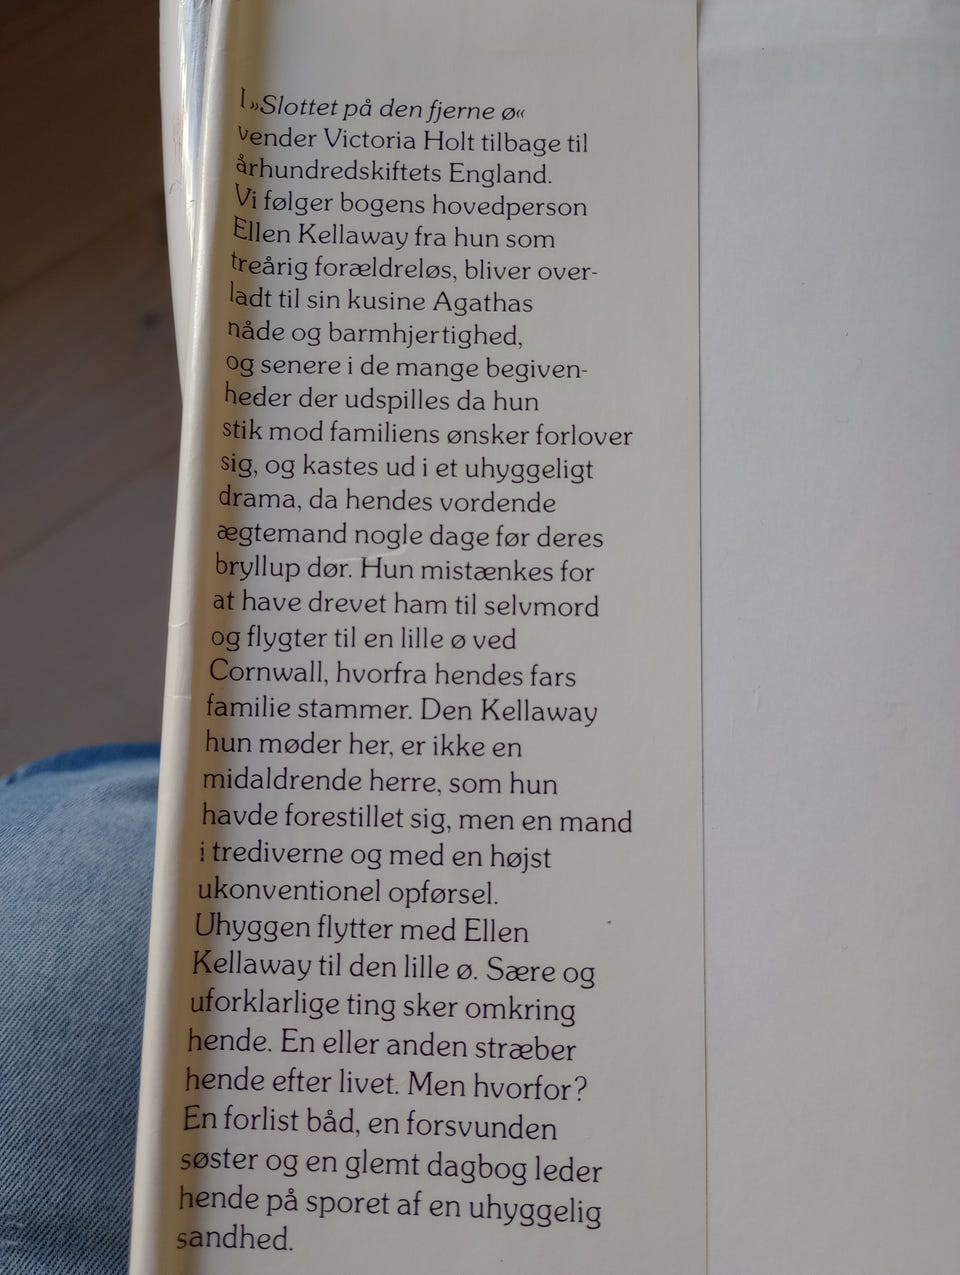 I »Slottet på den fjerne ø«
vender Victoria Holt tilbage til
århundredskiftets England.
Vi følger bogens hovedperson
Ellen Kellaway fra hun som
treårig forældreløs, bliver over-
ladt til sin kusine Agathas
nåde og barmhjertighed,
og senere i de mange begiven-
heder der udspilles da hun
stik mod familiens ønsker forlover
sig, og kastes ud i et uhyggeligt
drama, da hendes vordende
ægtemand nogle dage før deres
bryllup dør. Hun mistænkes for
at have drevet ham til selvmord
og flygter til en lille ø ved
Cornwall, hvorfra hendes fars
familie stammer. Den Kellaway
hun møder her, er ikke en
midaldrende herre, som hun
havde forestillet sig, men en mand
i trediverne og med en højst
ukonventionel opførsel.
Uhyggen flytter med Ellen
Kellaway til den lille ø. Sære og
uforklarlige ting sker omkring
hende. En eller anden stræber
hende efter livet. Men hvorfor?
En forlist båd, en forsvunden
søster og en glemt dagbog leder
hende på sporet af en uhyggelig
sandhed.